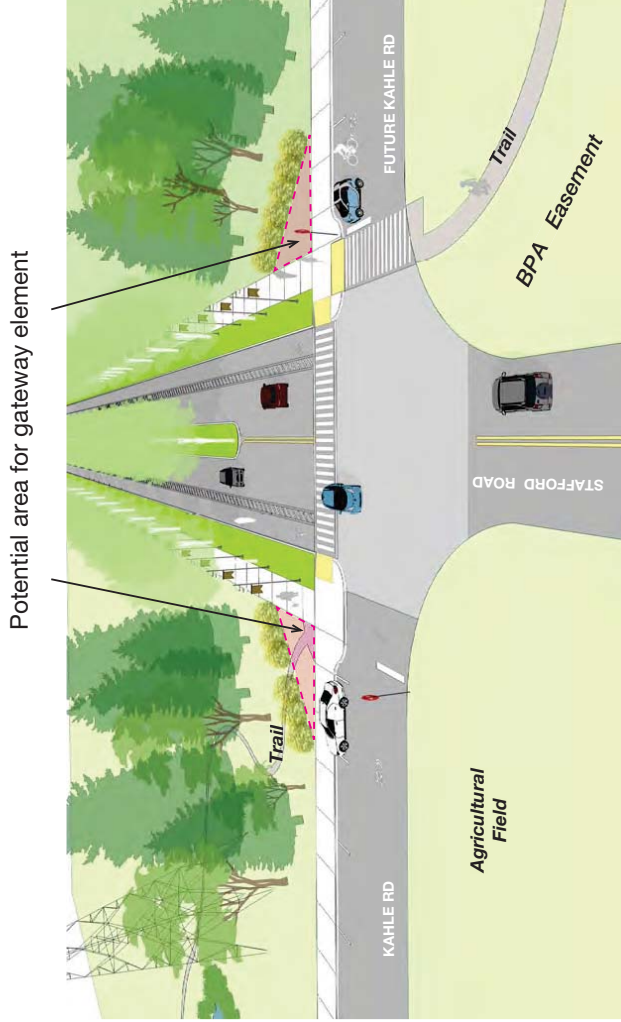 Potential area for gateway element
FUTURE KAHLE RD
Trail
BPA Easement
STAFFORD ROAD
Trail
KAHLE RD
Agricultural
Field